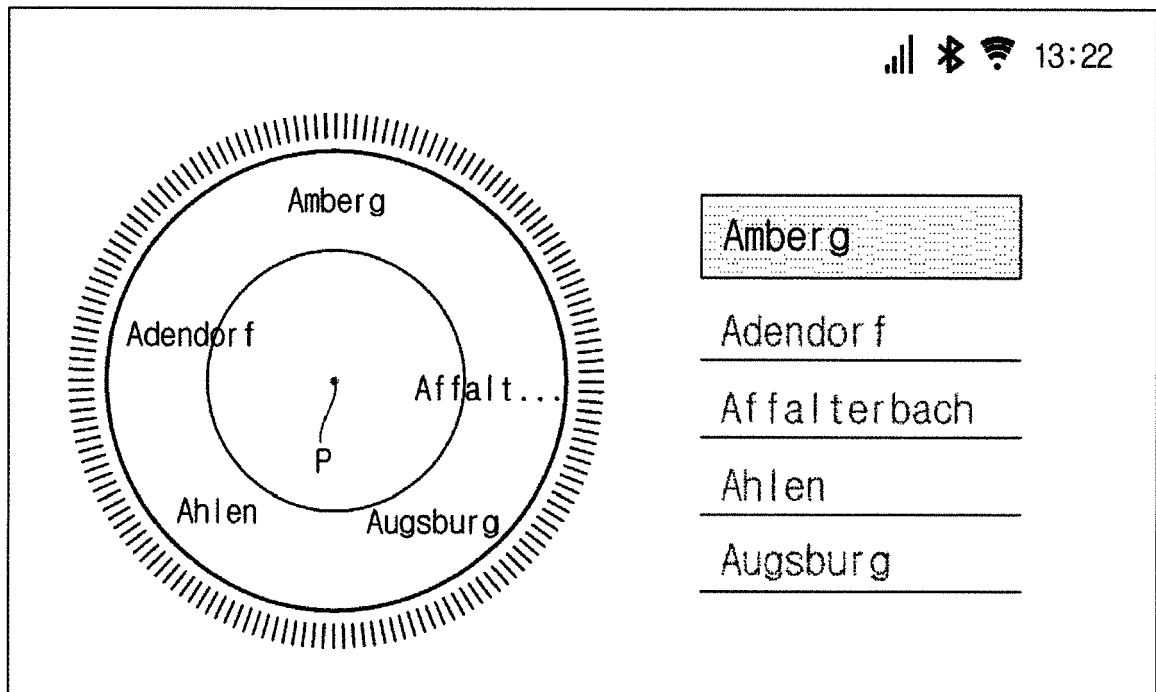 13:22
Amberg
Adendorf
Affalt...
P
Ahlen
Augsburg
Amberg
Adendorf
Affalterbach
Ahlen
Augsburg